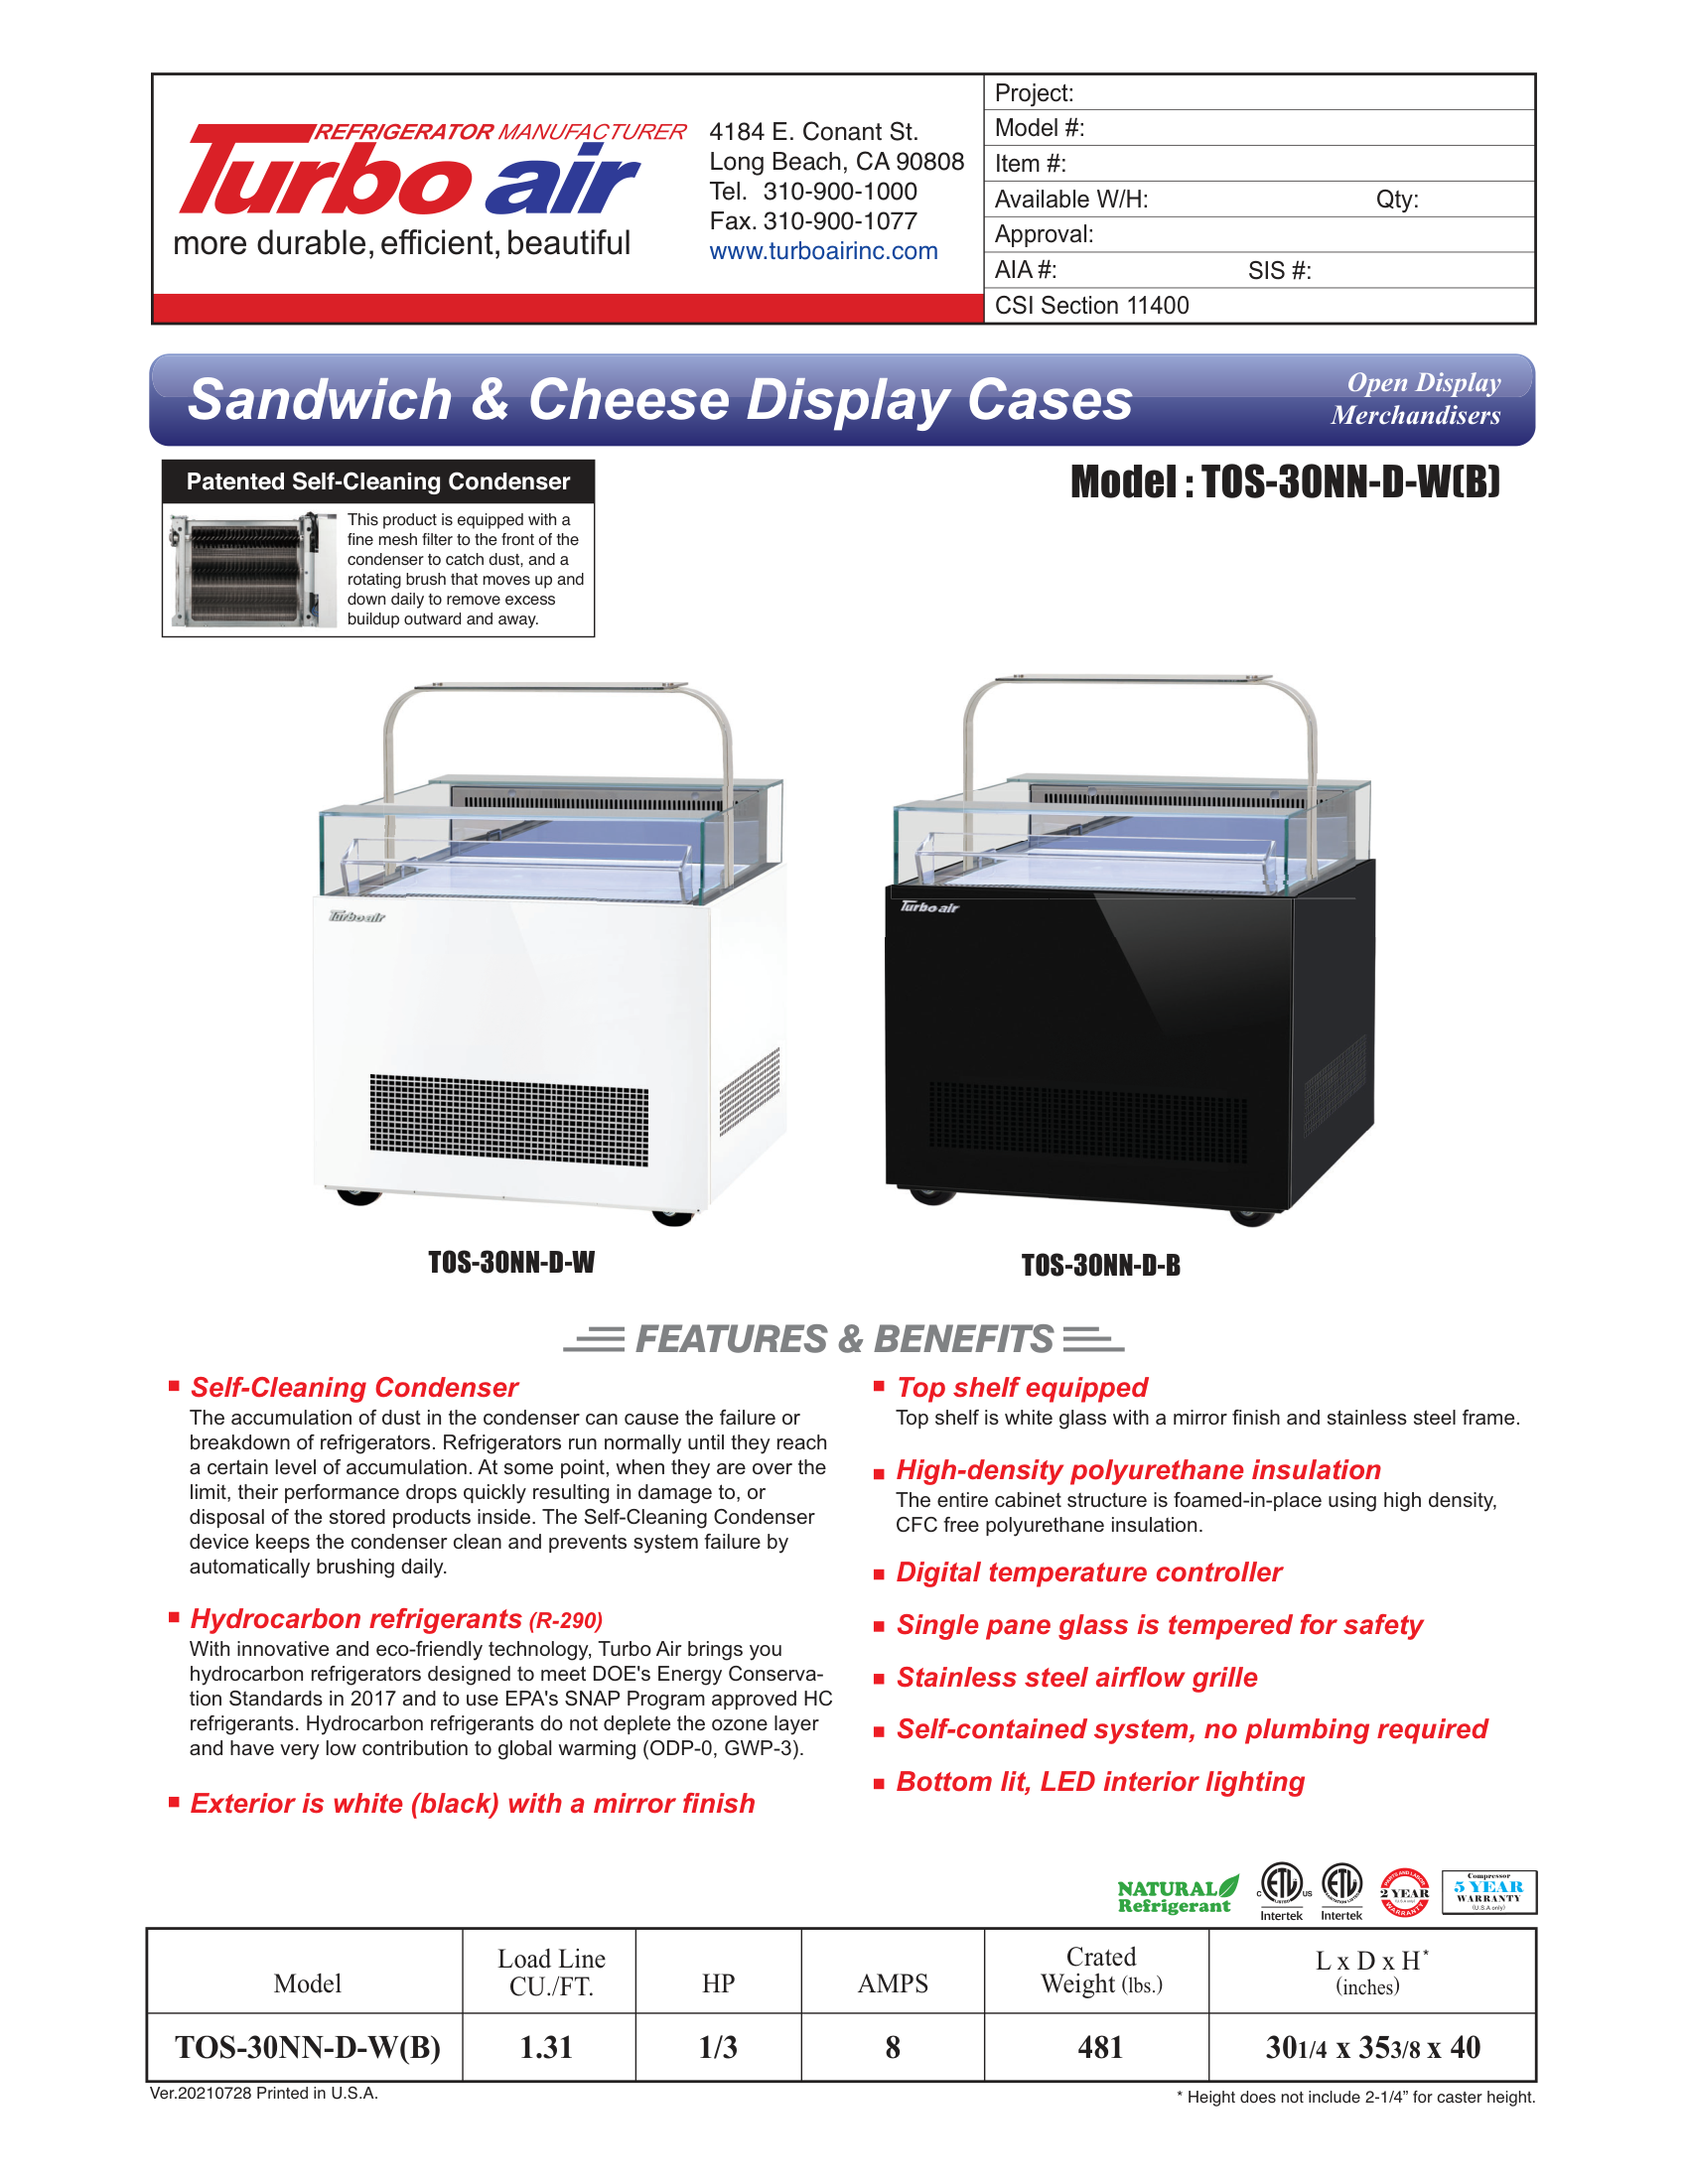 REFRIGERATOR MANUFACTURER
Turbo air
more durable, efficient, beautiful
4184 E. Conant St.
Long Beach, CA 90808
Tel. 310-900-1000
Fax. 310-900-1077
www.turboairinc.com
Project:
Model #:
Item #:
Available W/H: Qty:
Approval:
AIA #: SIS #:
CSI Section 11400
Sandwich & Cheese Display Cases
Open Display
Merchandisers
Patented Self-Cleaning Condenser
This product is equipped with a
fine mesh filter to the front of the
condenser to catch dust, and a
rotating brush that moves up and
down daily to remove excess
buildup outward and away.
Model : TOS-30NN-D-W(B)
Turbo air
Turbo air
TOS-30NN-D-W
TOS-30NN-D-B
FEATURES & BENEFITS
Self-Cleaning Condenser
The accumulation of dust in the condenser can cause the failure or
breakdown of refrigerators. Refrigerators run normally until they reach
a certain level of accumulation. At some point, when they are over the
limit, their performance drops quickly resulting in damage to, or
disposal of the stored products inside. The Self-Cleaning Condenser
device keeps the condenser clean and prevents system failure by
automatically brushing daily.
Hydrocarbon refrigerants (R-290)
With innovative and eco-friendly technology, Turbo Air brings you
hydrocarbon refrigerators designed to meet DOE's Energy Conserva-
tion Standards in 2017 and to use EPA's SNAP Program approved HC
refrigerants. Hydrocarbon refrigerants do not deplete the ozone layer
and have very low contribution to global warming (ODP-0, GWP-3).
Exterior is white (black) with a mirror finish
Top shelf equipped
Top shelf is white glass with a mirror finish and stainless steel frame.
High-density polyurethane insulation
The entire cabinet structure is foamed-in-place using high density,
CFC free polyurethane insulation.
Digital temperature controller
Single pane glass is tempered for safety
Stainless steel airflow grille
Self-contained system, no plumbing required
Bottom lit, LED interior lighting
NATURAL
Refrigerant
C ETL US
LISTED
Intertek
ETL
Intertek
PARTS AND LABOR
2 YEAR
WARRANTY
Compressor
5 YEAR
WARRANTY
(U.S.A only)
Model
Load Line
CU./FT.
HP
AMPS
Crated
Weight (lbs.)
L x D x H*
(inches)
TOS-30NN-D-W(B) 1.31 1/3 8 481 301/4 x 353/8 x 40
Ver.20210728 Printed in U.S.A.
* Height does not include 2-1/4” for caster height.